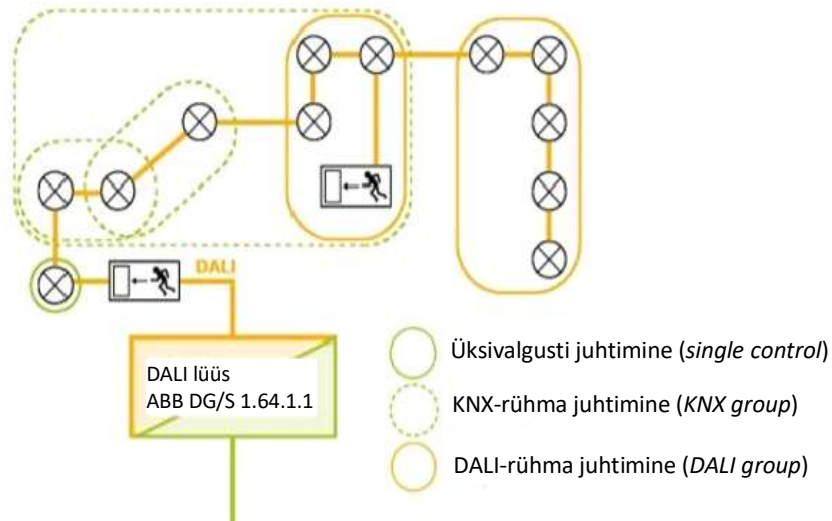 DALI
DALI lüüs
ABB DG/S 1.64.1.1
Üksivalgusti juhtimine (single control)
KNX-rühma juhtimine (KNX group)
DALI-rühma juhtimine (DALI group)